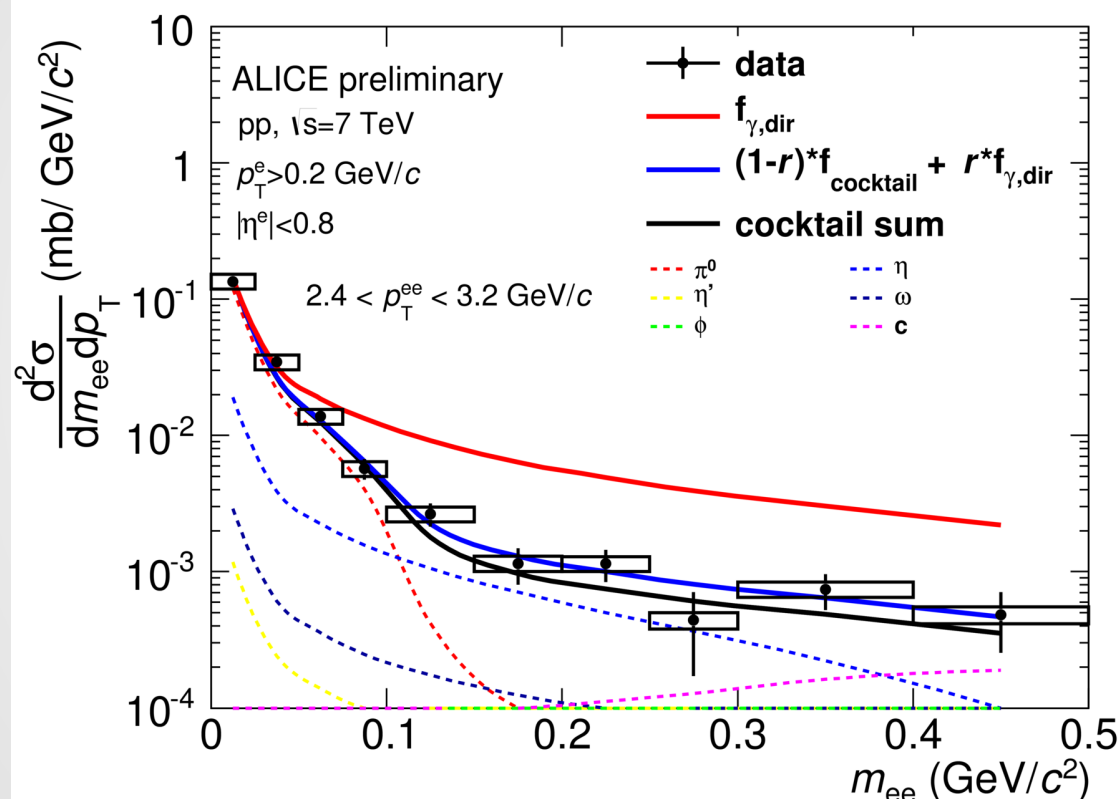 10
1
10⁻¹
10⁻²
10⁻³
10⁻⁴
d²σ
dm_ee dp_T
(mb/ GeV/c²)
ALICE preliminary
pp, √s=7 TeV
p_T^e>0.2 GeV/c
|η^e|<0.8
2.4 < p_T^ee < 3.2 GeV/c
data
f_γ,dir
(1-r)*f_cocktail + r*f_γ,dir
cocktail sum
π⁰
η
η'
ω
ϕ
c
0 0.1 0.2 0.3 0.4 0.5
m_ee (GeV/c²)